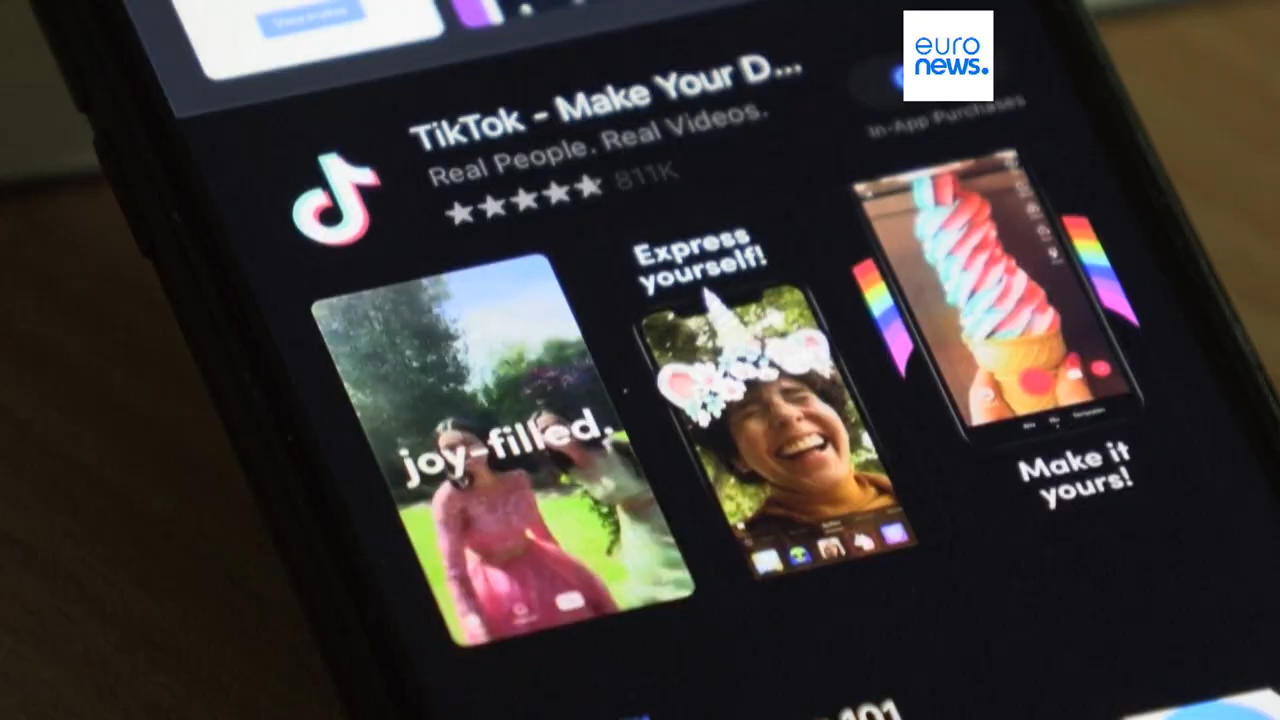 euro
news.
TikTok - Make Your D...
Real People. Real Videos.
811K
In-App Purchases
Express
yourself!
joy-filled.
Make it
yours!
101